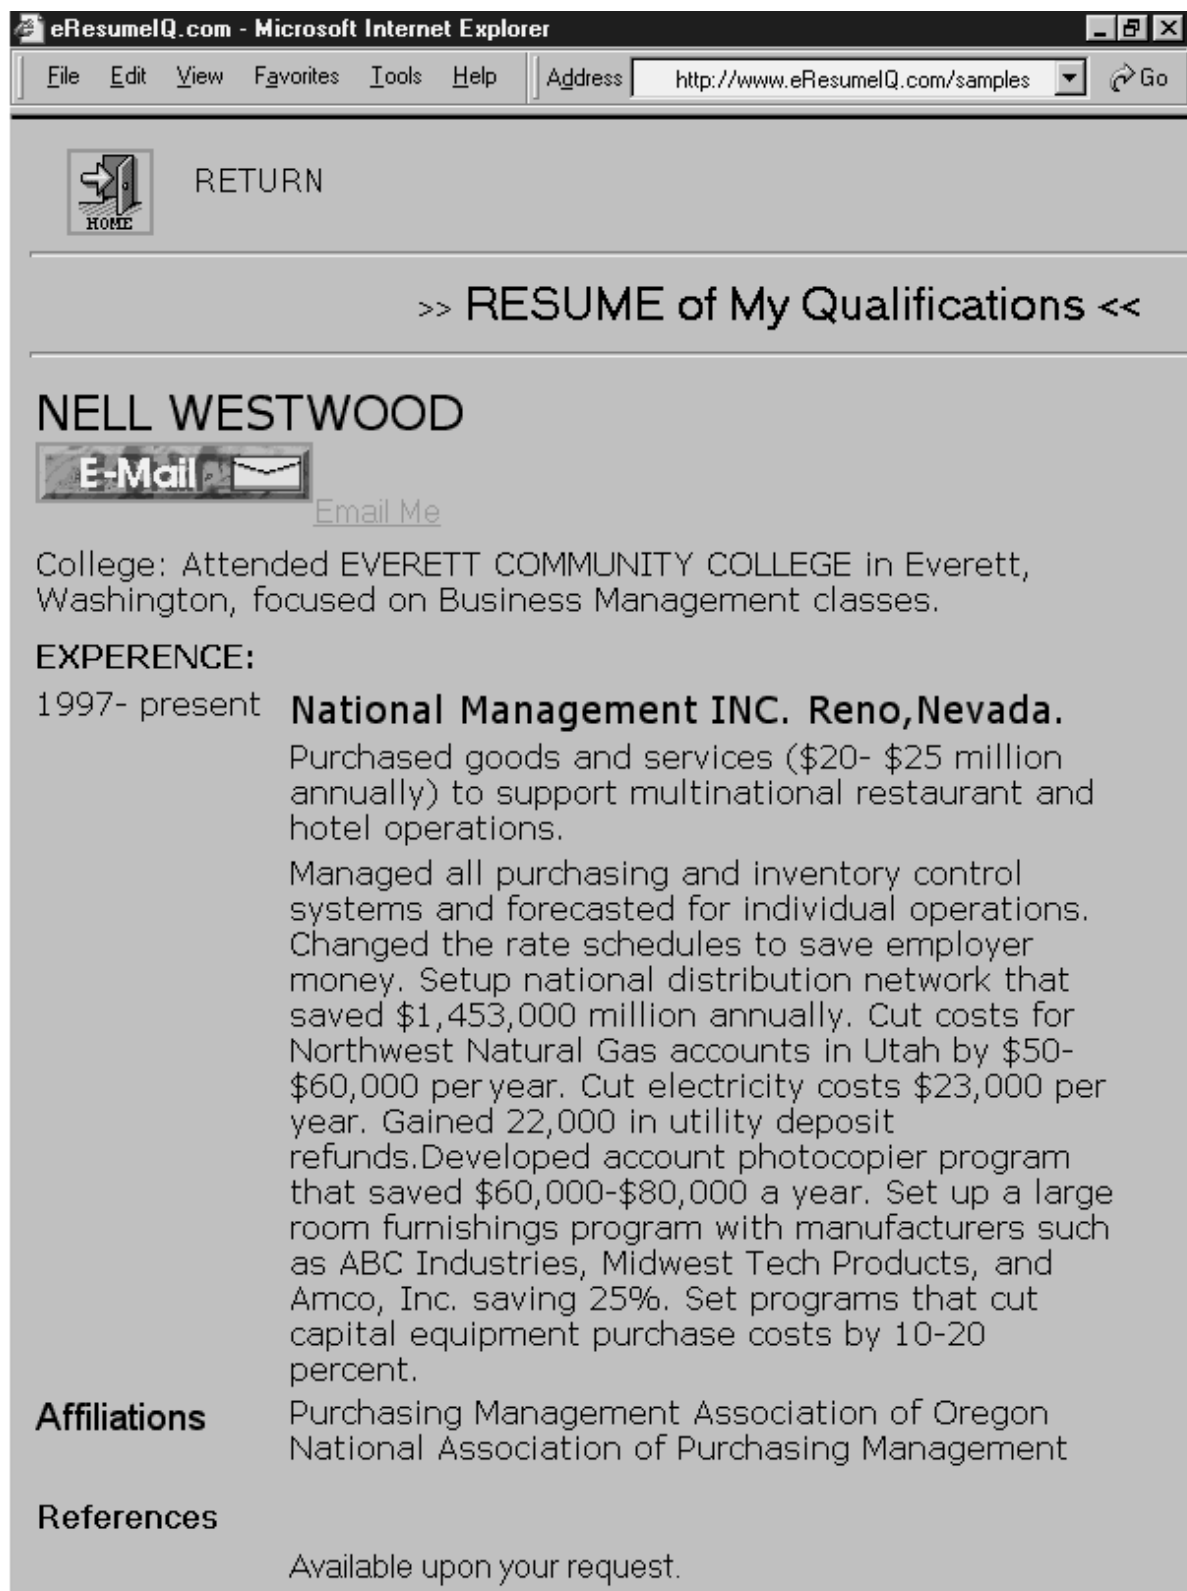 eResumeIQ.com - Microsoft Internet Explorer
File Edit View Favorites Tools Help Address http://www.eResumeIQ.com/samples Go
HOME
RETURN
>> RESUME of My Qualifications <<
NELL WESTWOOD
E-Mail
Email Me
College: Attended EVERETT COMMUNITY COLLEGE in Everett,
Washington, focused on Business Management classes.
EXPERENCE:
1997- present National Management INC. Reno,Nevada.
Purchased goods and services ($20- $25 million
annually) to support multinational restaurant and
hotel operations.
Managed all purchasing and inventory control
systems and forecasted for individual operations.
Changed the rate schedules to save employer
money. Setup national distribution network that
saved $1,453,000 million annually. Cut costs for
Northwest Natural Gas accounts in Utah by $50-
$60,000 per year. Cut electricity costs $23,000 per
year. Gained 22,000 in utility deposit
refunds.Developed account photocopier program
that saved $60,000-$80,000 a year. Set up a large
room furnishings program with manufacturers such
as ABC Industries, Midwest Tech Products, and
Amco, Inc. saving 25%. Set programs that cut
capital equipment purchase costs by 10-20
percent.
Affiliations Purchasing Management Association of Oregon
National Association of Purchasing Management
References
Available upon your request.